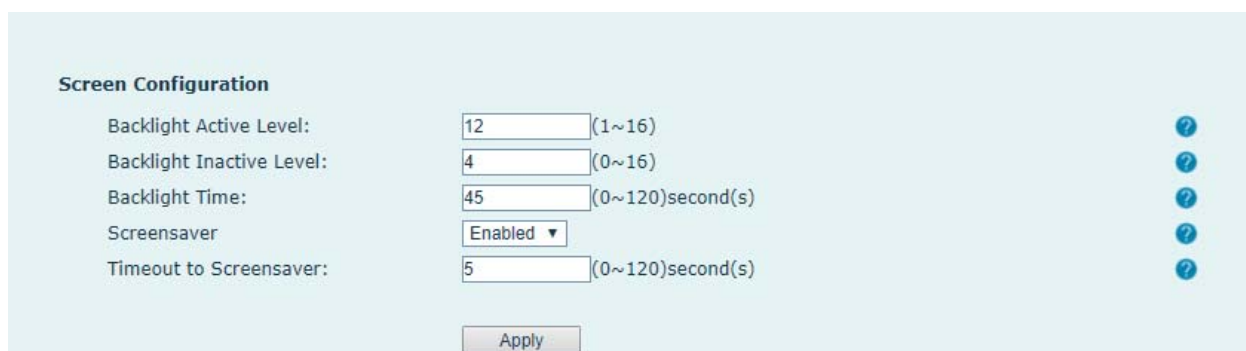 Screen Configuration
Backlight Active Level: 12 (1~16) ?
Backlight Inactive Level: 4 (0~16) ?
Backlight Time: 45 (0~120)second(s) ?
Screensaver Enabled ▼ ?
Timeout to Screensaver: 5 (0~120)second(s) ?
Apply